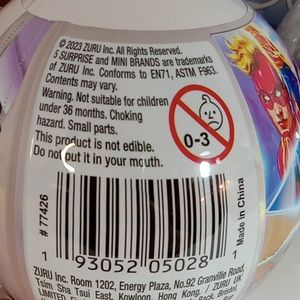 © 2023 ZURU Inc. All Rights Reserved.
5 SURPRISE and MINI BRANDS are trademarks
of ZURU Inc. Conforms to EN71, ASTM F963.
Contents may vary.
Warning. Not suitable for children
under 36 months. Choking
hazard. Small parts.
This product is not edible.
Do not put it in your mouth.
0-3
# 77426
Made in China
1 93052 05028 1
ZURU Inc. Room 1202, Energy Plaza, No.92 Granville Road,
Tsim Sha Tsui East, Kowloon, Hong Kong. ZURU UK
LIMITED